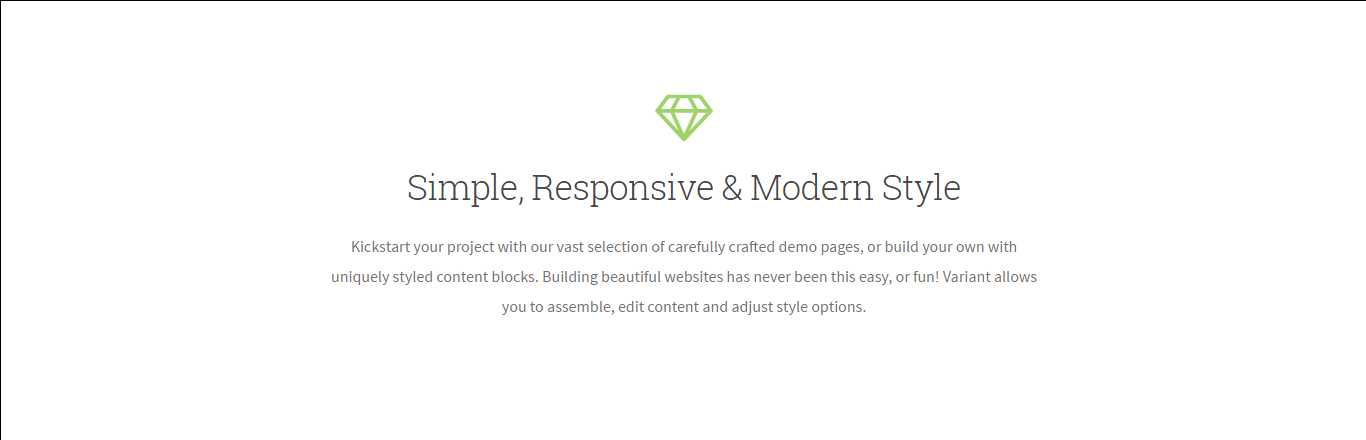 Simple, Responsive & Modern Style
Kickstart your project with our vast selection of carefully crafted demo pages, or build your own with
uniquely styled content blocks. Building beautiful websites has never been this easy, or fun! Variant allows
you to assemble, edit content and adjust style options.